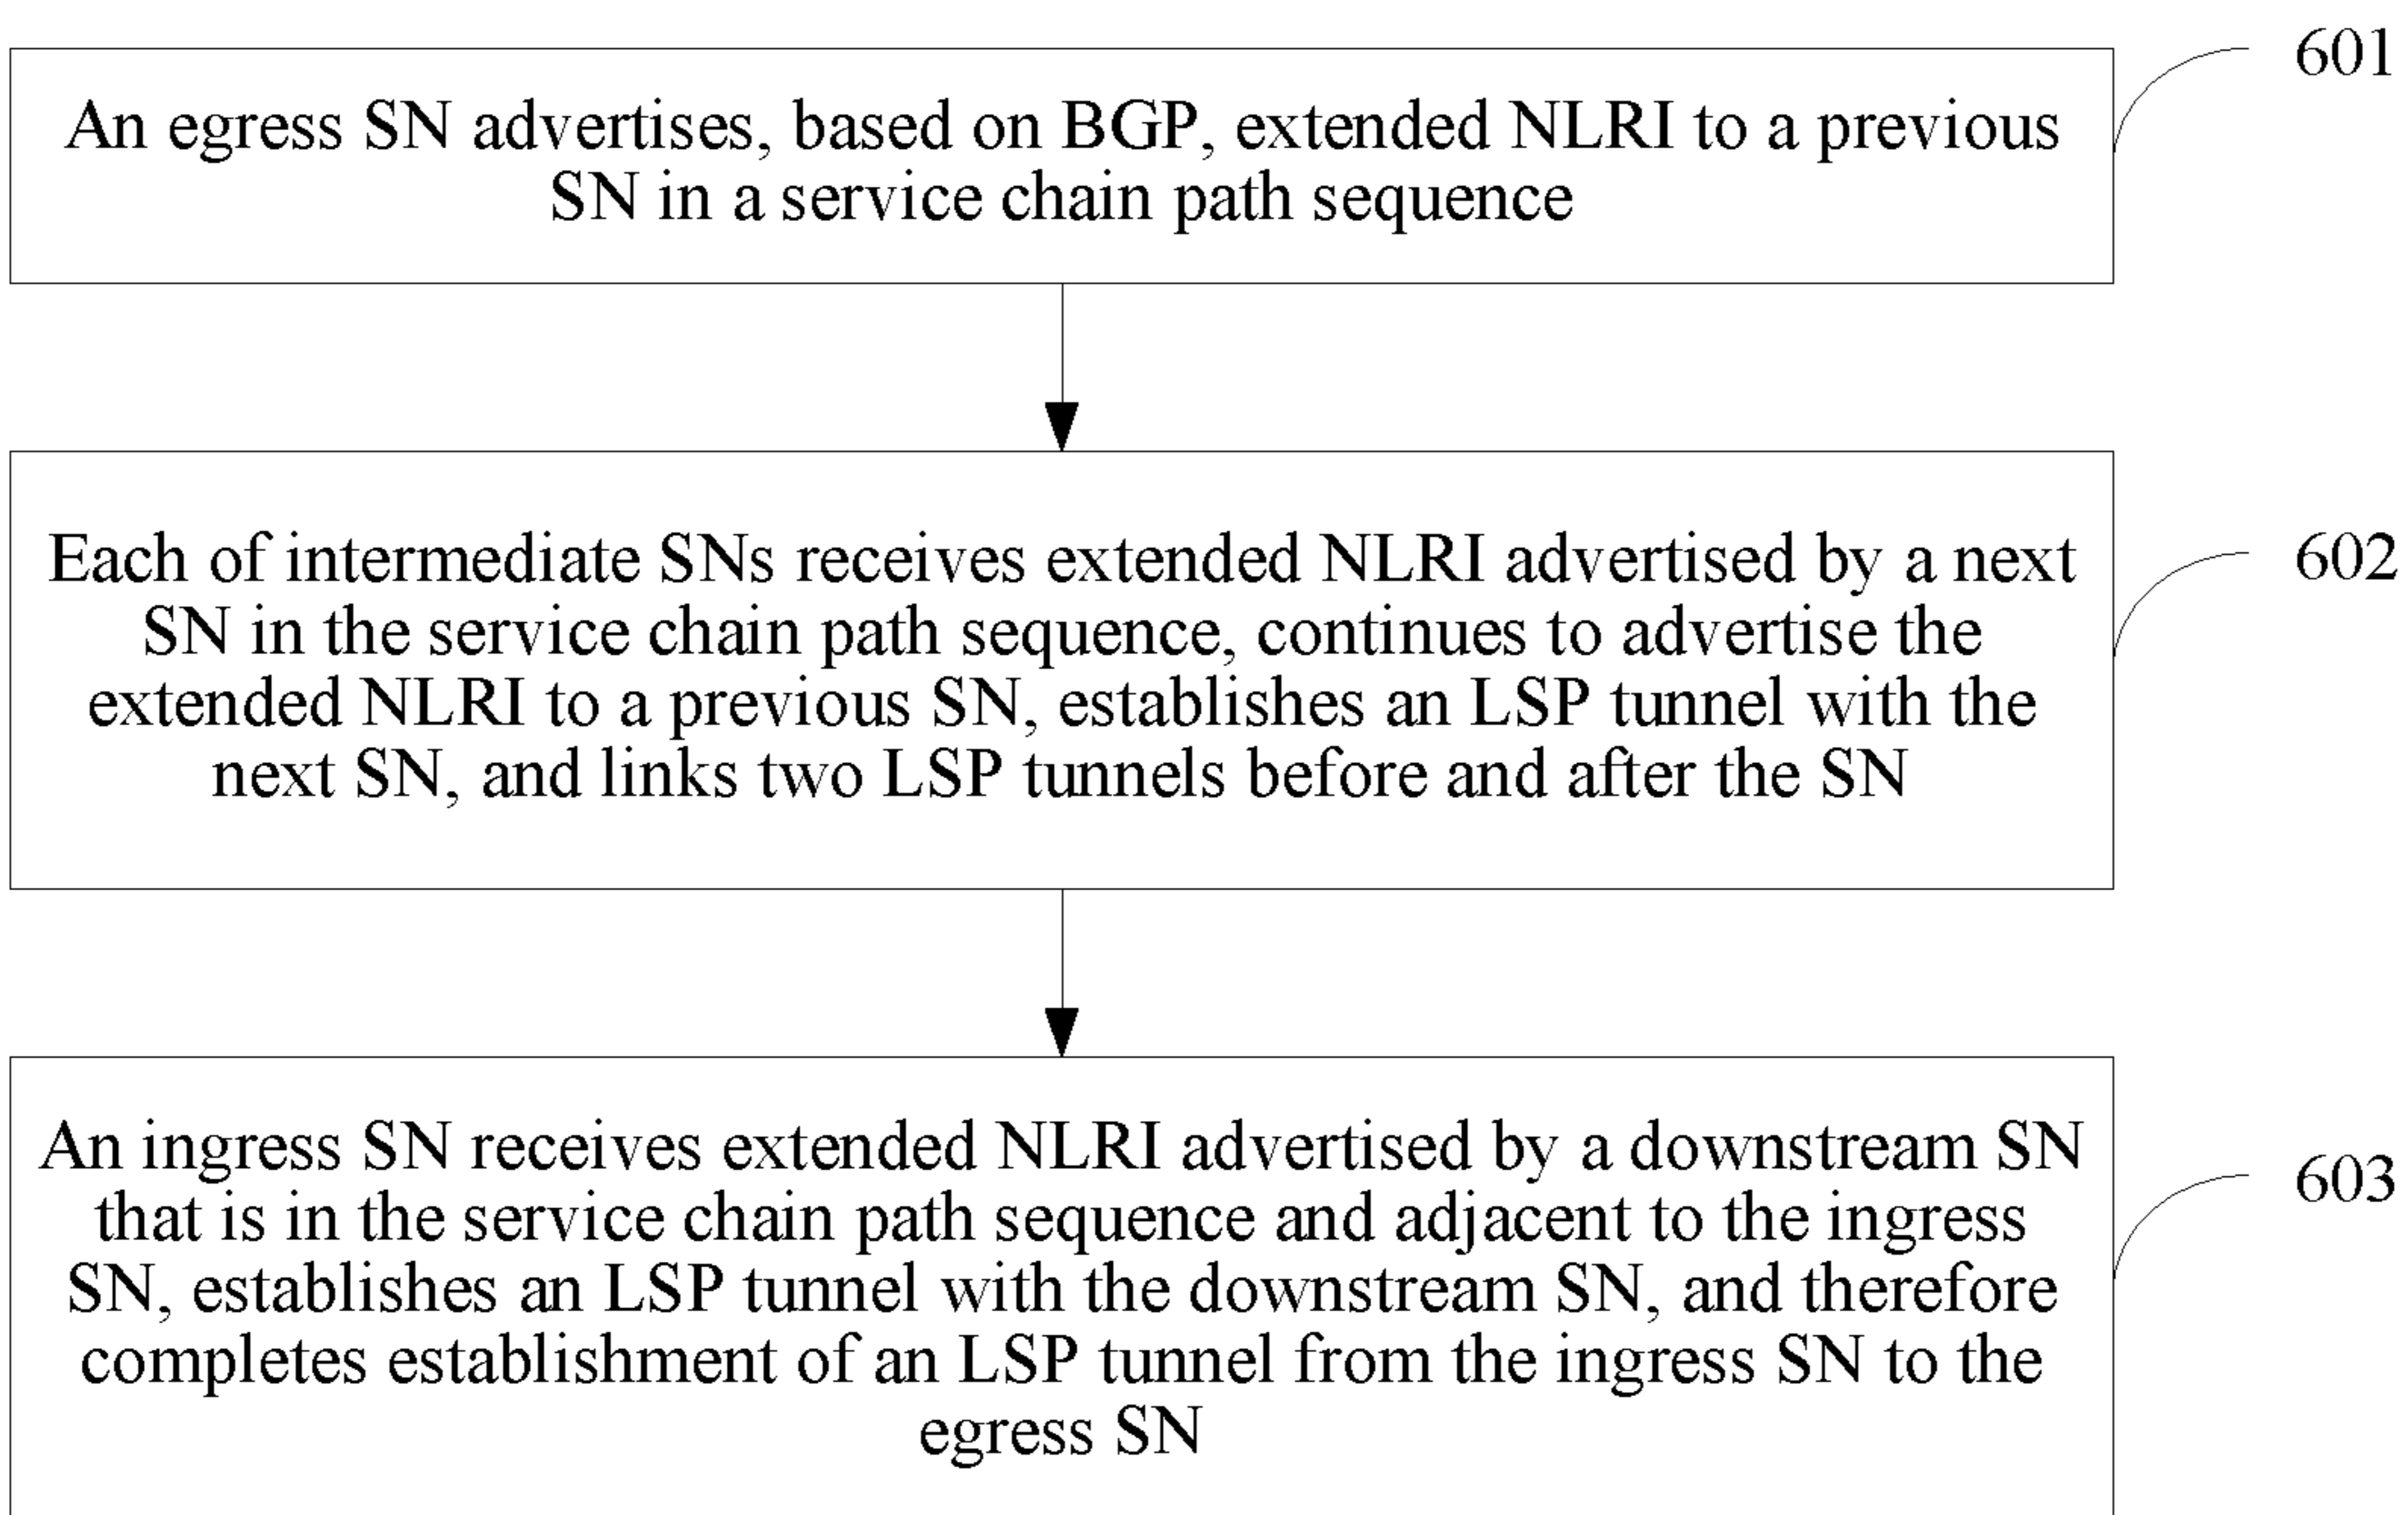 601
An egress SN advertises, based on BGP, extended NLRI to a previous
SN in a service chain path sequence
602
Each of intermediate SNs receives extended NLRI advertised by a next
SN in the service chain path sequence, continues to advertise the
extended NLRI to a previous SN, establishes an LSP tunnel with the
next SN, and links two LSP tunnels before and after the SN
603
An ingress SN receives extended NLRI advertised by a downstream SN
that is in the service chain path sequence and adjacent to the ingress
SN, establishes an LSP tunnel with the downstream SN, and therefore
completes establishment of an LSP tunnel from the ingress SN to the
egress SN